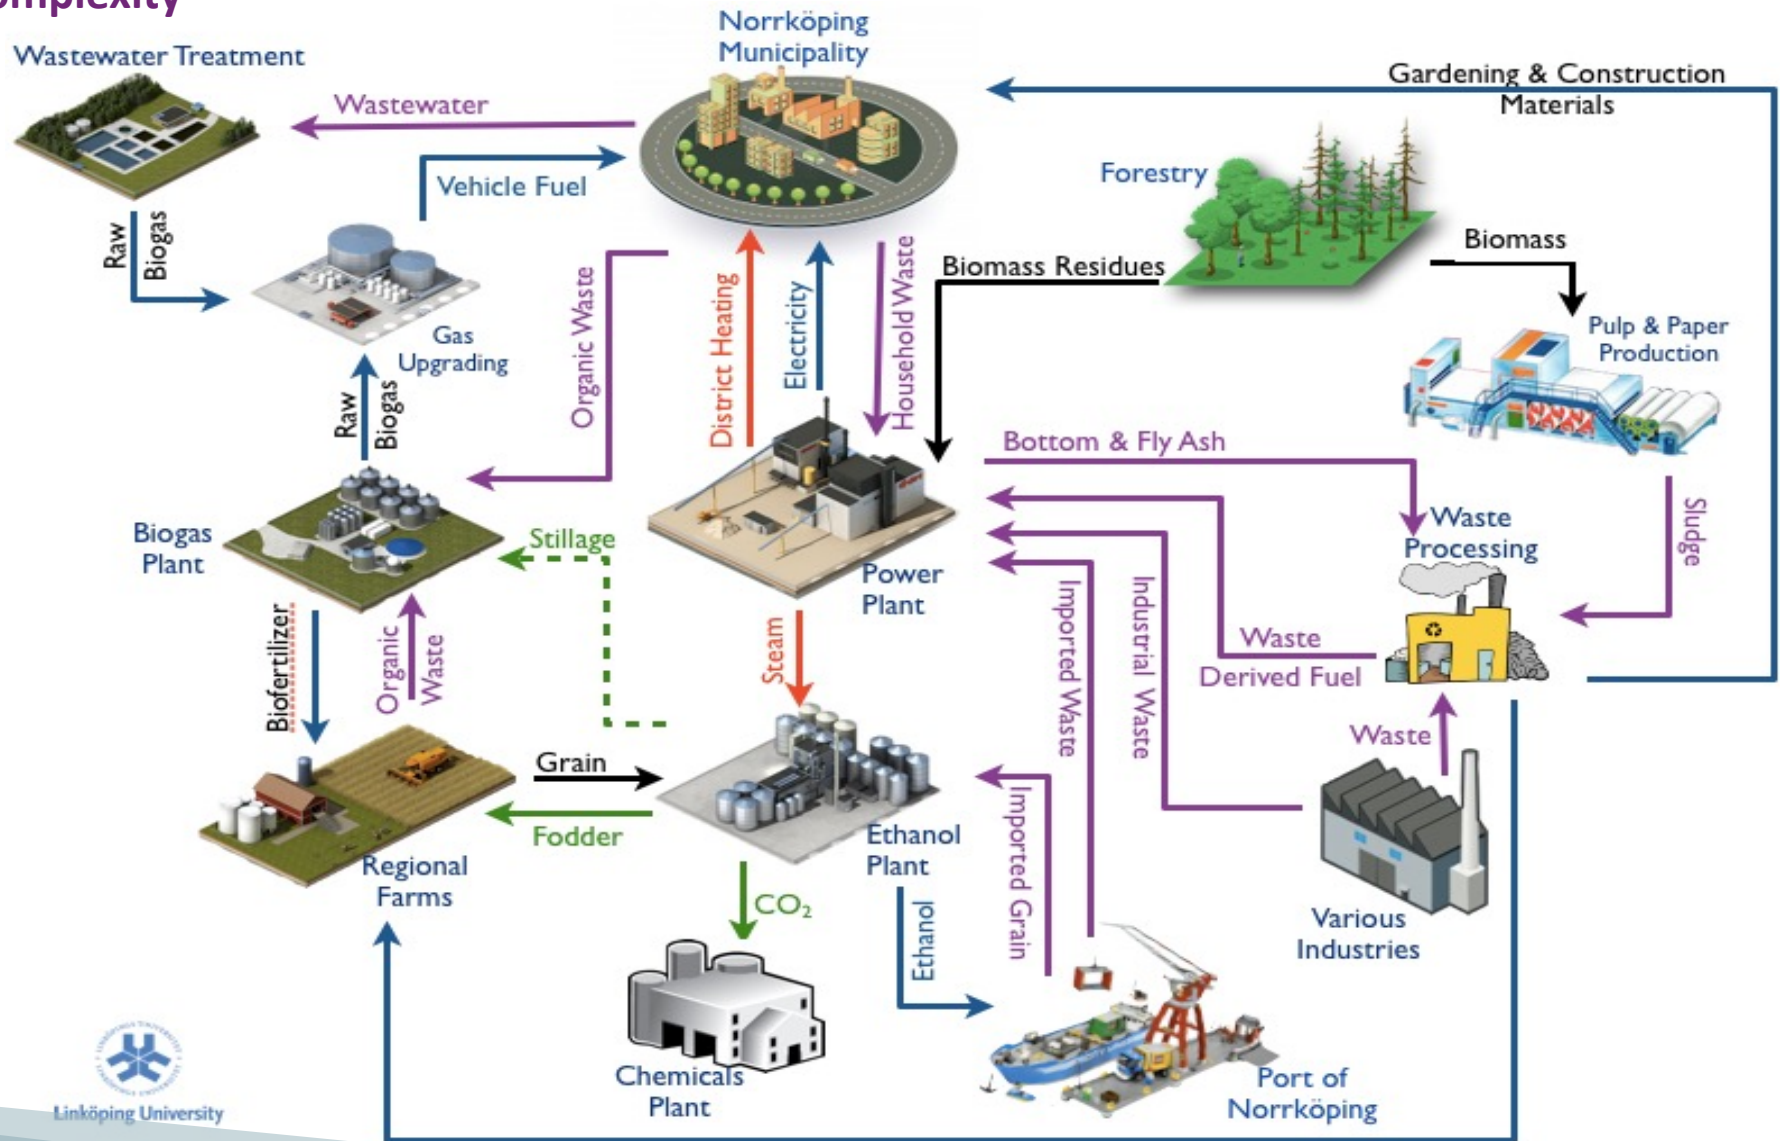 Norrköping
Municipality
Wastewater Treatment
Wastewater
Gardening & Construction
Materials
Forestry
Vehicle Fuel
Raw
Biogas
Biomass
Biomass Residues
Gas
Upgrading
Organic Waste
District Heating
Electricity
Household Waste
Pulp & Paper
Production
Raw
Biogas
Bottom & Fly Ash
Sludge
Waste
Processing
Biogas
Plant
Stillage
Power
Plant
Biofertilizer
Organic
Waste
Steam
Imported Waste
Industrial Waste
Waste
Derived Fuel
Waste
Grain
Fodder
Regional
Farms
Ethanol
Plant
Imported Grain
CO₂
Ethanol
Various
Industries
Chemicals
Plant
Port of
Norrköping
Linköping University